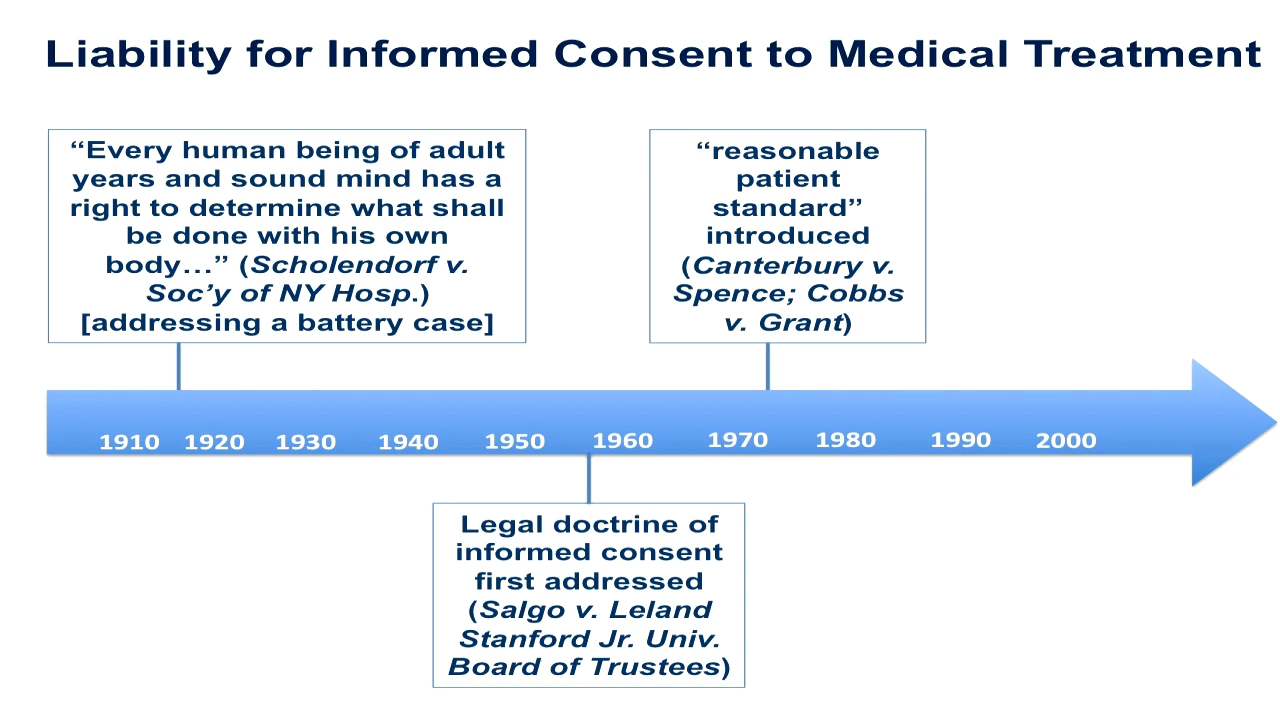 Liability for Informed Consent to Medical Treatment
“Every human being of adult
years and sound mind has a
right to determine what shall
be done with his own
body…” (Scholendorf v.
Soc’y of NY Hosp.)
[addressing a battery case]
“reasonable
patient
standard”
introduced
(Canterbury v.
Spence; Cobbs
v. Grant)
1910 1920 1930 1940 1950 1960 1970 1980 1990 2000
Legal doctrine of
informed consent
first addressed
(Salgo v. Leland
Stanford Jr. Univ.
Board of Trustees)